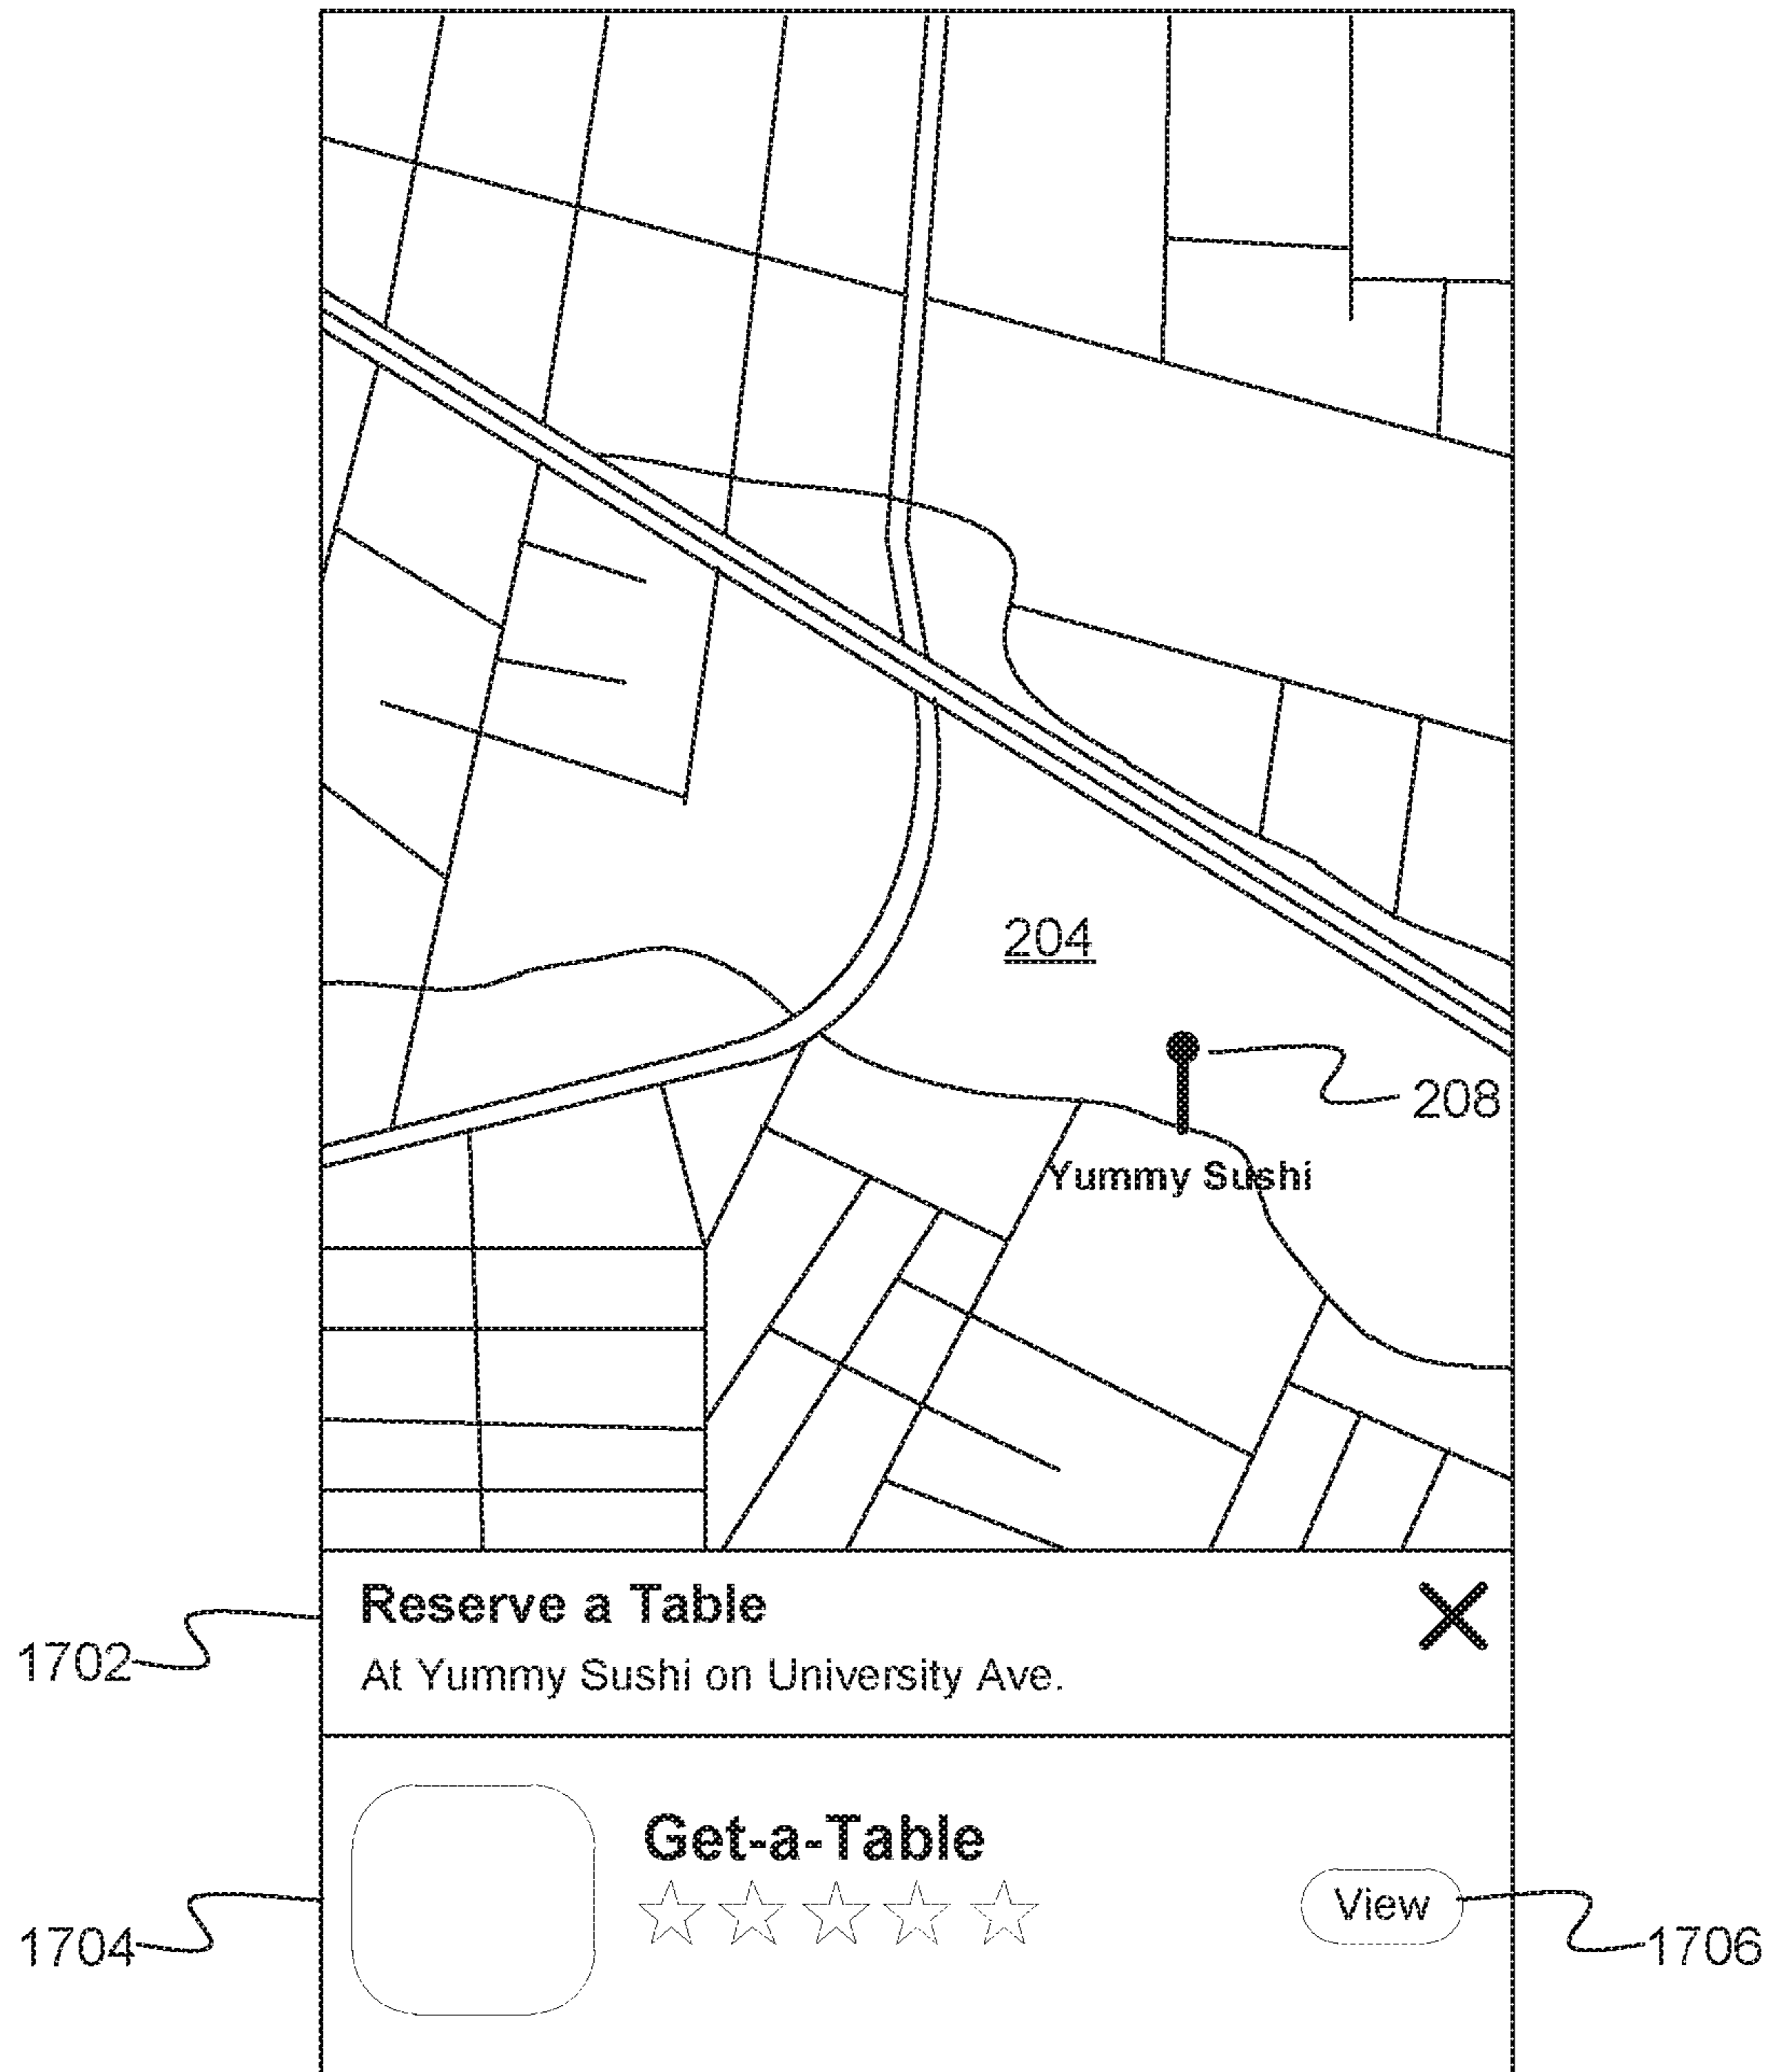 204
208
Yummy Sushi
Reserve a Table
1702
At Yummy Sushi on University Ave.
Get-a-Table
View
1704
1706